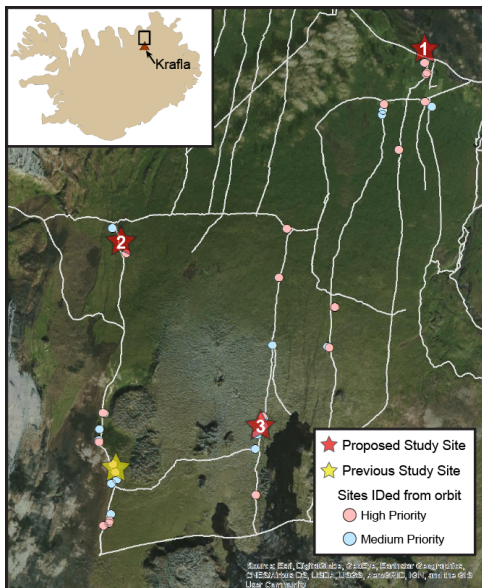 Krafla
1
2
3
Proposed Study Site
Previous Study Site
Sites IDed from orbit
High Priority
Medium Priority
Source: Esri, DigitalGlobe, GeoEye, Earthstar Geographics,
CNES/Airbus DS, USDA, USGS, AeroGRID, IGN, and the GIS
User Community